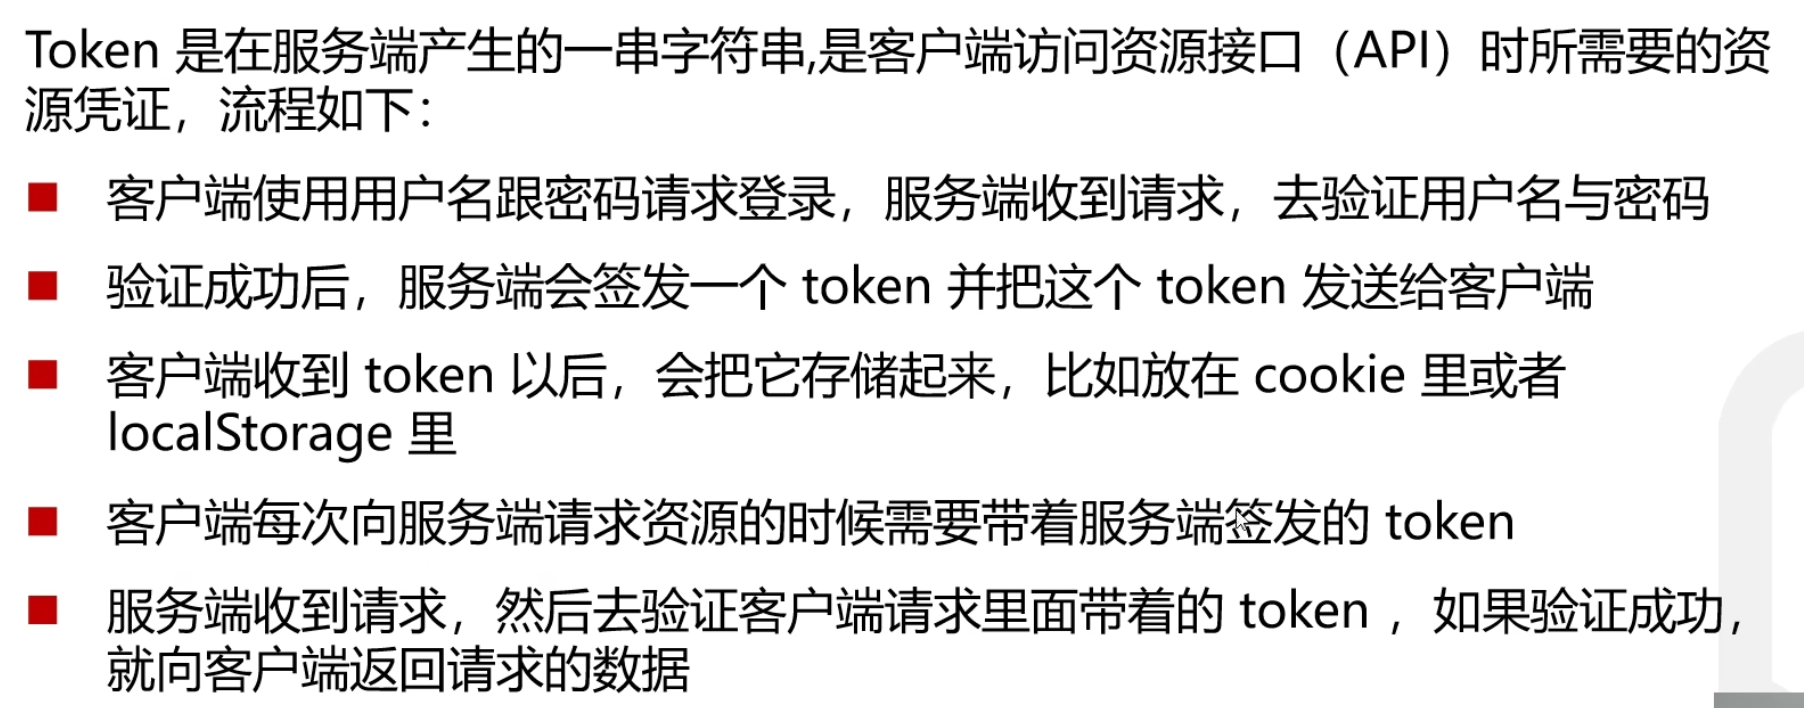 Token 是在服务端产生的一串字符串,是客户端访问资源接口（API）时所需要的资
源凭证，流程如下：
客户端使用用户名跟密码请求登录，服务端收到请求，去验证用户名与密码
验证成功后，服务端会签发一个 token 并把这个 token 发送给客户端
客户端收到 token 以后，会把它存储起来，比如放在 cookie 里或者
localStorage 里
客户端每次向服务端请求资源的时候需要带着服务端签发的 token
服务端收到请求，然后去验证客户端请求里面带着的 token ，如果验证成功，
就向客户端返回请求的数据